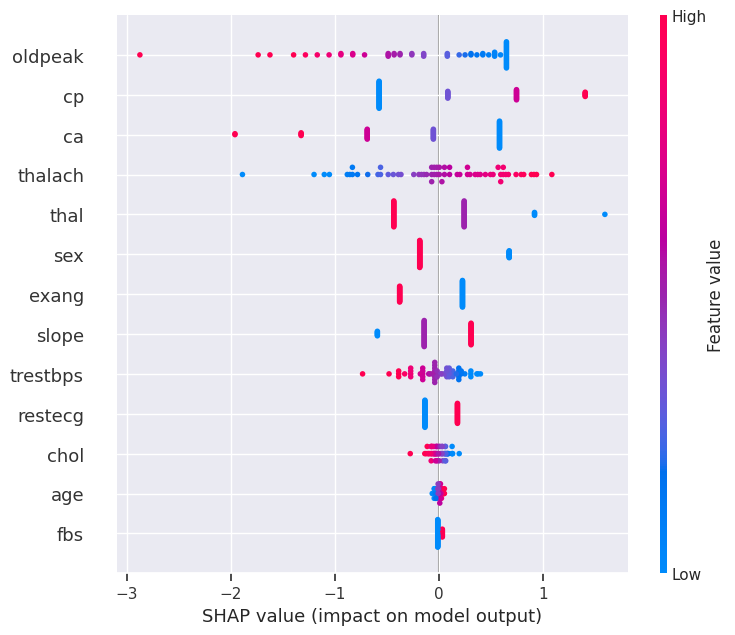 High
oldpeak
cp
ca
thalach
thal
sex
exang
slope
trestbps
restecg
chol
age
fbs
Feature value
Low
−3 −2 −1 0 1
SHAP value (impact on model output)